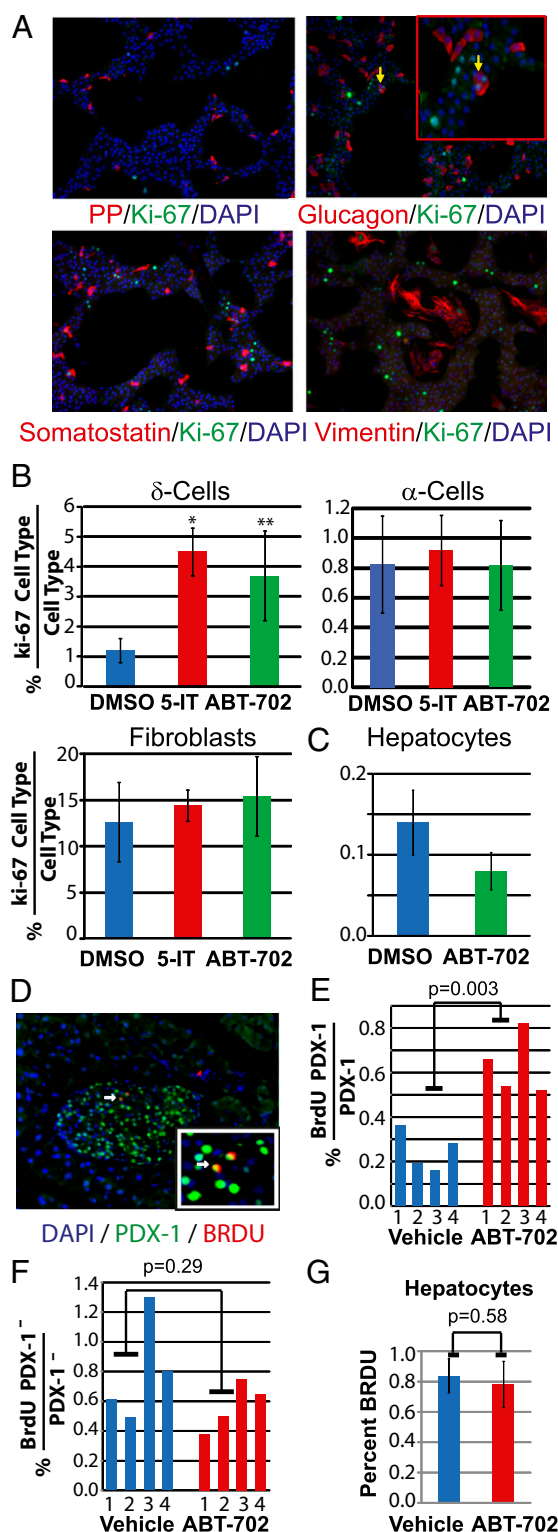 A
PP/Ki-67/DAPI
Glucagon/Ki-67/DAPI
Somatostatin/Ki-67/DAPI
Vimentin/Ki-67/DAPI
B
δ-Cells
% ki-67 Cell Type
Cell Type
6
5
4
3
2
1
0
*
**
DMSO 5-IT ABT-702
α-Cells
1.2
1.0
0.8
0.6
0.4
0.2
0
DMSO 5-IT ABT-702
Fibroblasts
% ki-67 Cell Type
Cell Type
20
15
10
5
0
DMSO 5-IT ABT-702
C
Hepatocytes
0.2
0.1
0.0
DMSO ABT-702
D
DAPI / PDX-1 / BRDU
E
p=0.003
% BrdU PDX-1
PDX-1
0.8
0.6
0.4
0.2
0.0
1 2 3 4 1 2 3 4
Vehicle ABT-702
F
p=0.29
% BrdU PDX-1⁻
PDX-1⁻
1.4
1.2
1.0
0.8
0.6
0.4
0.2
0.0
1 2 3 4 1 2 3 4
Vehicle ABT-702
G
Hepatocytes
p=0.58
Percent BRDU
1.0
0.8
0.6
0.4
0.2
0.0
Vehicle ABT-702